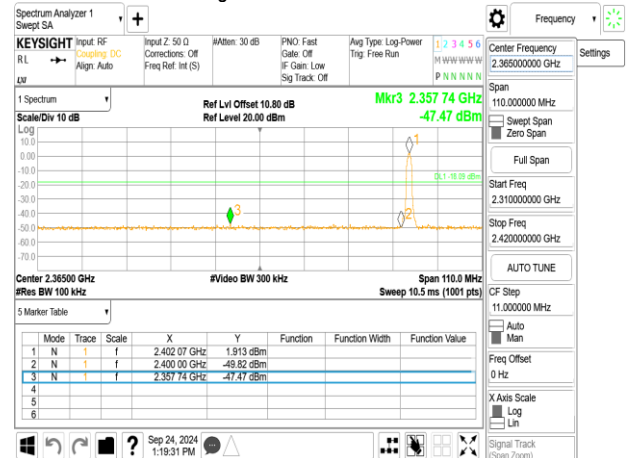 Spectrum Analyzer 1
Swept SA
Frequency
KEYSIGHT
RL
Input: RF
Coupling: DC
Align: Auto
Input Z: 50 Ω
Corrections: Off
Freq Ref: Int (S)
#Atten: 30 dB
PNO: Fast
Gate: Off
IF Gain: Low
Sig Track: Off
Avg Type: Log-Power
Trig: Free Run
1 2 3 4 5 6
M W W W W W
P N N N N N
Settings
1 Spectrum
Scale/Div 10 dB
Ref Lvl Offset 10.80 dB
Ref Level 20.00 dBm
Mkr3 2.357 74 GHz
-47.47 dBm
Log
10.0
0.00
-10.0
-20.0
-30.0
-40.0
-50.0
-60.0
-70.0
1
2
3
Center 2.36500 GHz
#Res BW 100 kHz
#Video BW 300 kHz
Span 110.0 MHz
Sweep 10.5 ms (1001 pts)
5 Marker Table
Mode Trace Scale X Y Function Function Width Function Value
1 N 1 f 2.402 07 GHz 1.913 dBm
2 N 1 f 2.400 00 GHz -49.82 dBm
3 N 1 f 2.357 74 GHz -47.47 dBm
4
5
6
Sep 24, 2024
1:19:31 PM
Center Frequency
2.365000000 GHz
Span
110.000000 MHz
Swept Span
Zero Span
Full Span
Start Freq
2.310000000 GHz
Stop Freq
2.420000000 GHz
AUTO TUNE
CF Step
11.000000 MHz
Auto
Man
Freq Offset
0 Hz
X Axis Scale
Log
Lin
Signal Track
(Span Zoom)